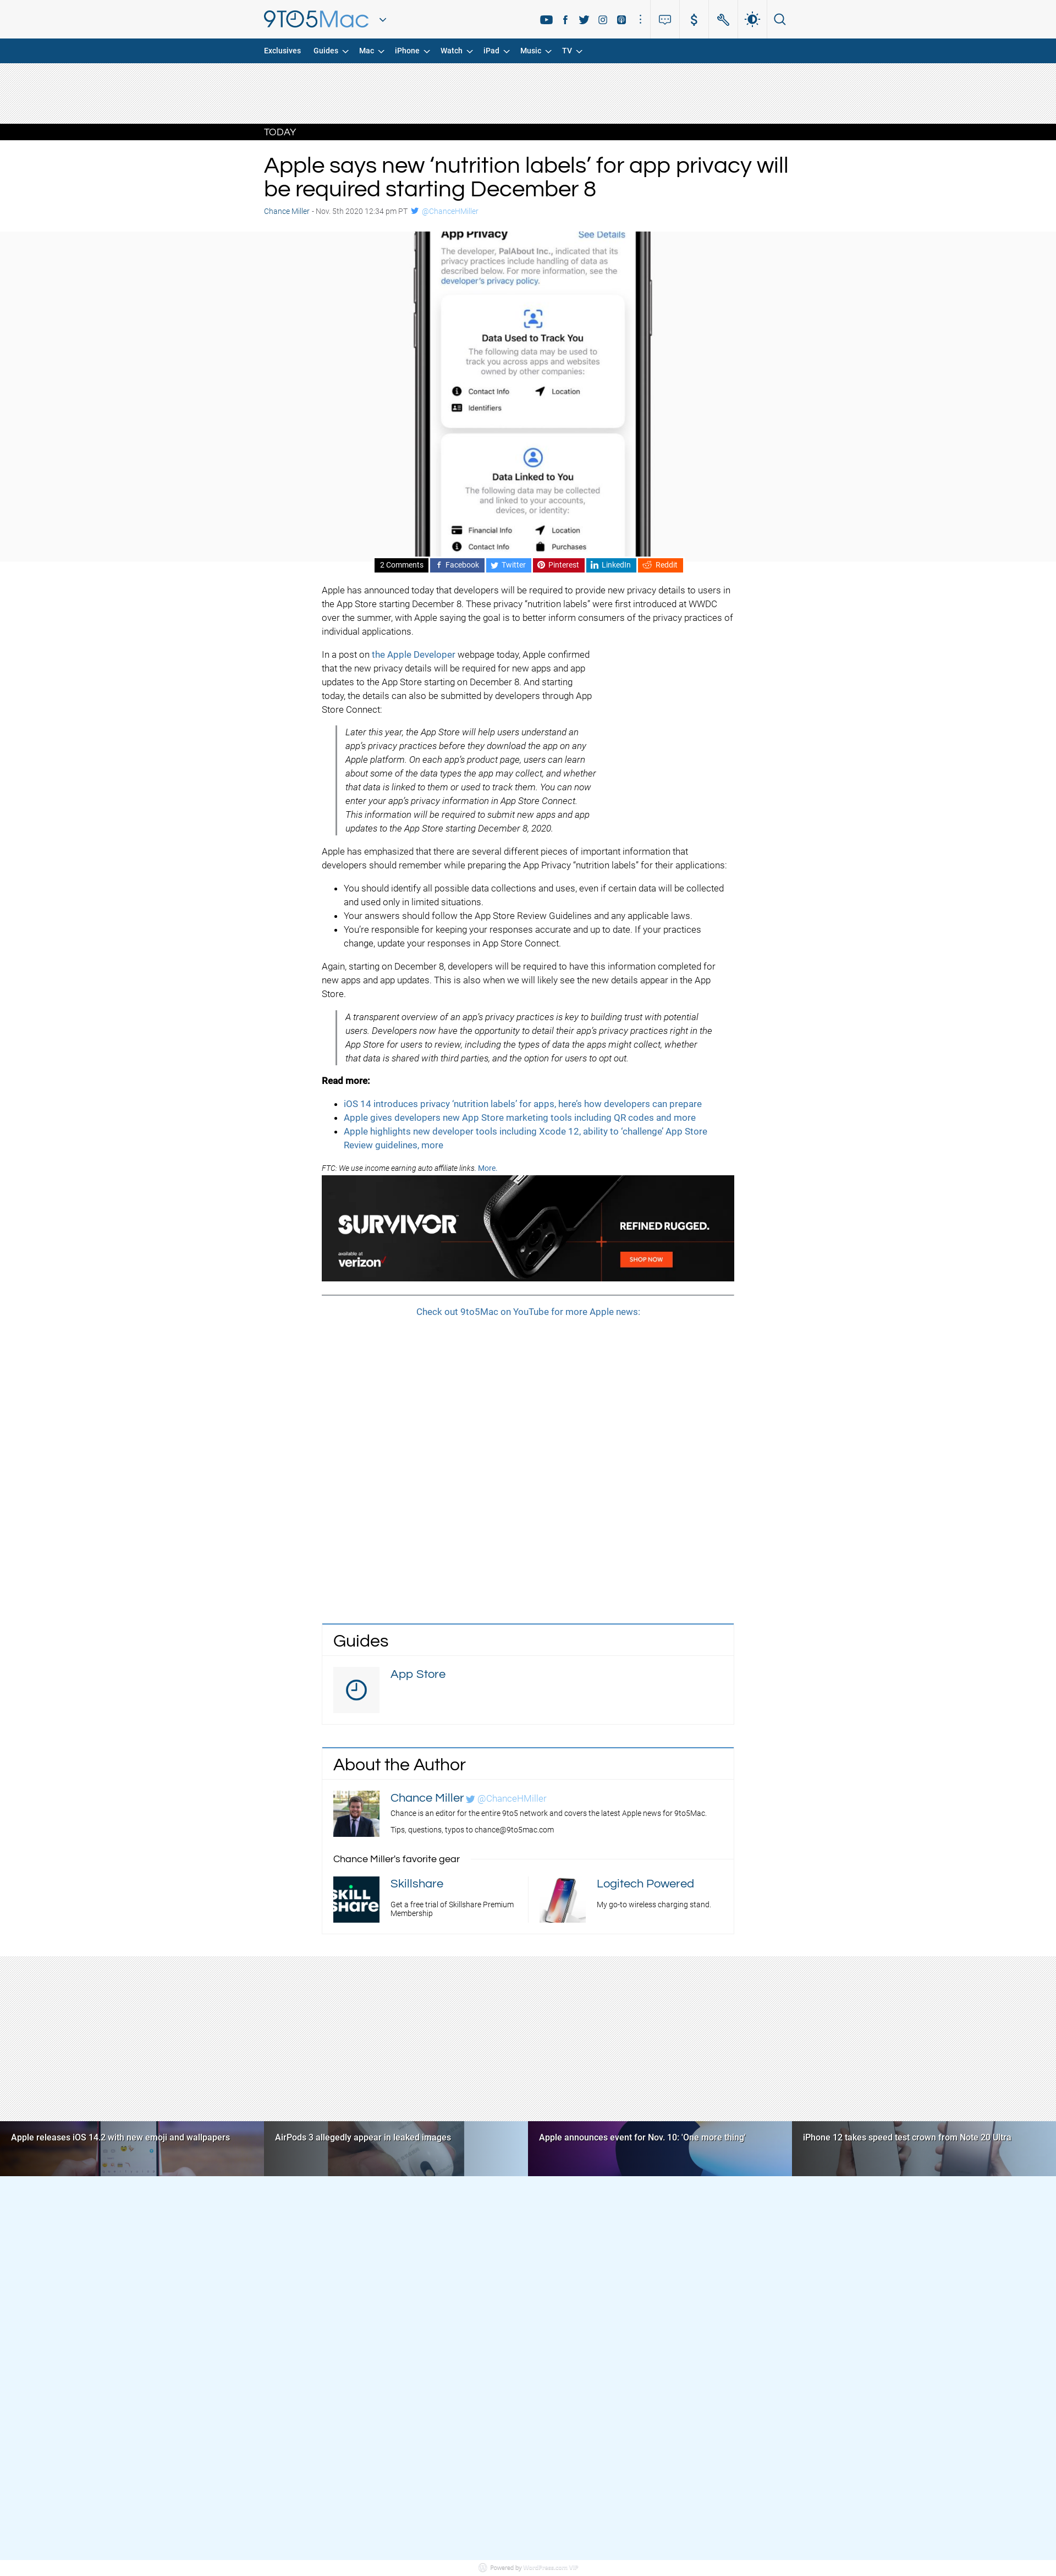 9TO5Mac
Exclusives Guides Mac iPhone Watch iPad Music TV
TODAY
Apple says new ‘nutrition labels’ for app privacy will
be required starting December 8
Chance Miller - Nov. 5th 2020 12:34 pm PT @ChanceHMiller
App Privacy See Details
The developer, PalAbout Inc., indicated that its
privacy practices include handling of data as
described below. For more information, see the
developer's privacy policy.
Data Used to Track You
The following data may be used to
track you across apps and websites
owned by other companies:
Contact Info Location
Identifiers
Data Linked to You
The following data may be collected
and linked to your accounts,
devices, or identity:
Financial Info Location
Contact Info Purchases
2 Comments Facebook Twitter Pinterest LinkedIn Reddit
Apple has announced today that developers will be required to provide new privacy details to users in
the App Store starting December 8. These privacy “nutrition labels” were first introduced at WWDC
over the summer, with Apple saying the goal is to better inform consumers of the privacy practices of
individual applications.
In a post on the Apple Developer webpage today, Apple confirmed
that the new privacy details will be required for new apps and app
updates to the App Store starting on December 8. And starting
today, the details can also be submitted by developers through App
Store Connect:
Later this year, the App Store will help users understand an
app’s privacy practices before they download the app on any
Apple platform. On each app’s product page, users can learn
about some of the data types the app may collect, and whether
that data is linked to them or used to track them. You can now
enter your app’s privacy information in App Store Connect.
This information will be required to submit new apps and app
updates to the App Store starting December 8, 2020.
Apple has emphasized that there are several different pieces of important information that
developers should remember while preparing the App Privacy “nutrition labels” for their applications:
You should identify all possible data collections and uses, even if certain data will be collected
and used only in limited situations.
Your answers should follow the App Store Review Guidelines and any applicable laws.
You’re responsible for keeping your responses accurate and up to date. If your practices
change, update your responses in App Store Connect.
Again, starting on December 8, developers will be required to have this information completed for
new apps and app updates. This is also when we will likely see the new details appear in the App
Store.
A transparent overview of an app’s privacy practices is key to building trust with potential
users. Developers now have the opportunity to detail their app’s privacy practices right in the
App Store for users to review, including the types of data the apps might collect, whether
that data is shared with third parties, and the option for users to opt out.
Read more:
iOS 14 introduces privacy ‘nutrition labels’ for apps, here’s how developers can prepare
Apple gives developers new App Store marketing tools including QR codes and more
Apple highlights new developer tools including Xcode 12, ability to ‘challenge’ App Store
Review guidelines, more
FTC: We use income earning auto affiliate links. More.
SURVIVOR
REFINED RUGGED.
available at
verizon
SHOP NOW
Check out 9to5Mac on YouTube for more Apple news:
Guides
App Store
About the Author
Chance Miller @ChanceHMiller
Chance is an editor for the entire 9to5 network and covers the latest Apple news for 9to5Mac.
Tips, questions, typos to chance@9to5mac.com
Chance Miller's favorite gear
SKILL
SHARE.
Skillshare
Get a free trial of Skillshare Premium
Membership
Logitech Powered
My go-to wireless charging stand.
Apple releases iOS 14.2 with new emoji and wallpapers
AirPods 3 allegedly appear in leaked images
Apple announces event for Nov. 10: 'One more thing'
iPhone 12 takes speed test crown from Note 20 Ultra
Powered by WordPress.com VIP